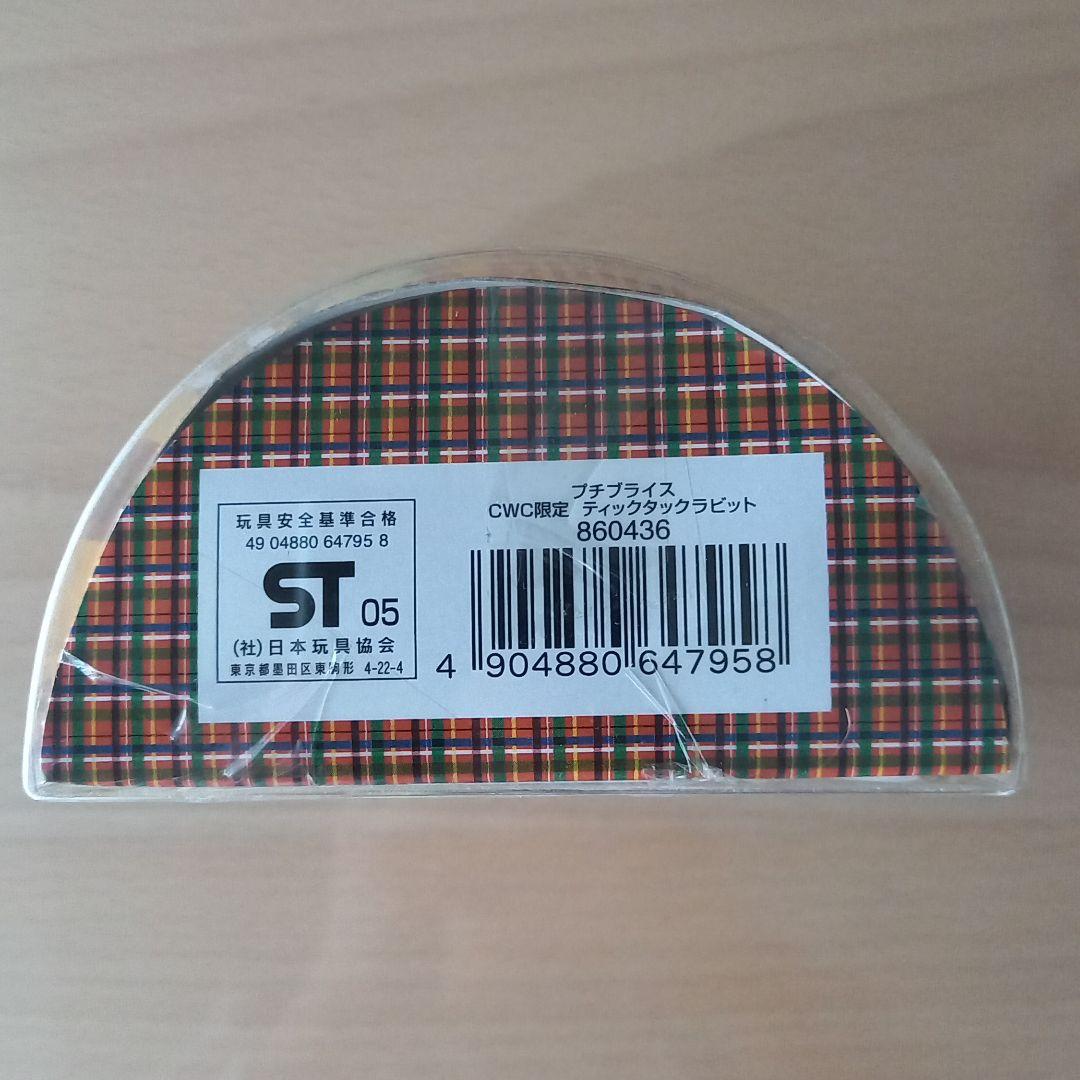 玩具安全基準合格
49 04880 64795 8
ST 05
(社)日本玩具協会
東京都墨田区東駒形 4-22-4
プチブライス
CWC限定 ティックタックラビット
860436
4 904880 647958